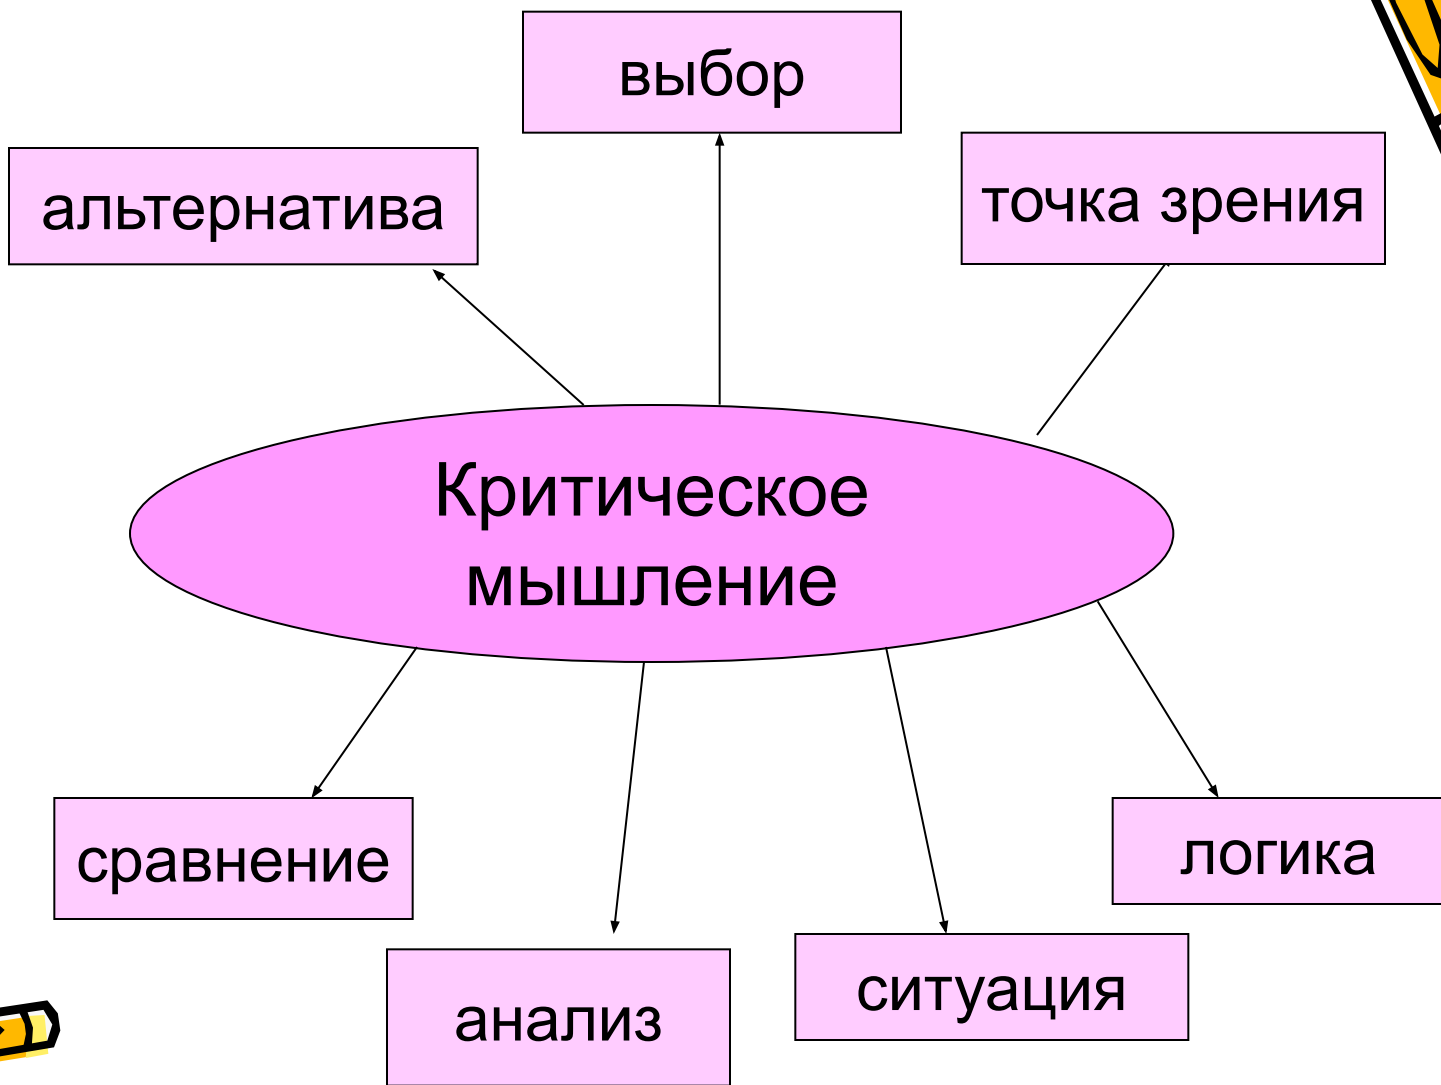 выбор
альтернатива
точка зрения
Критическое
мышление
сравнение
логика
анализ
ситуация